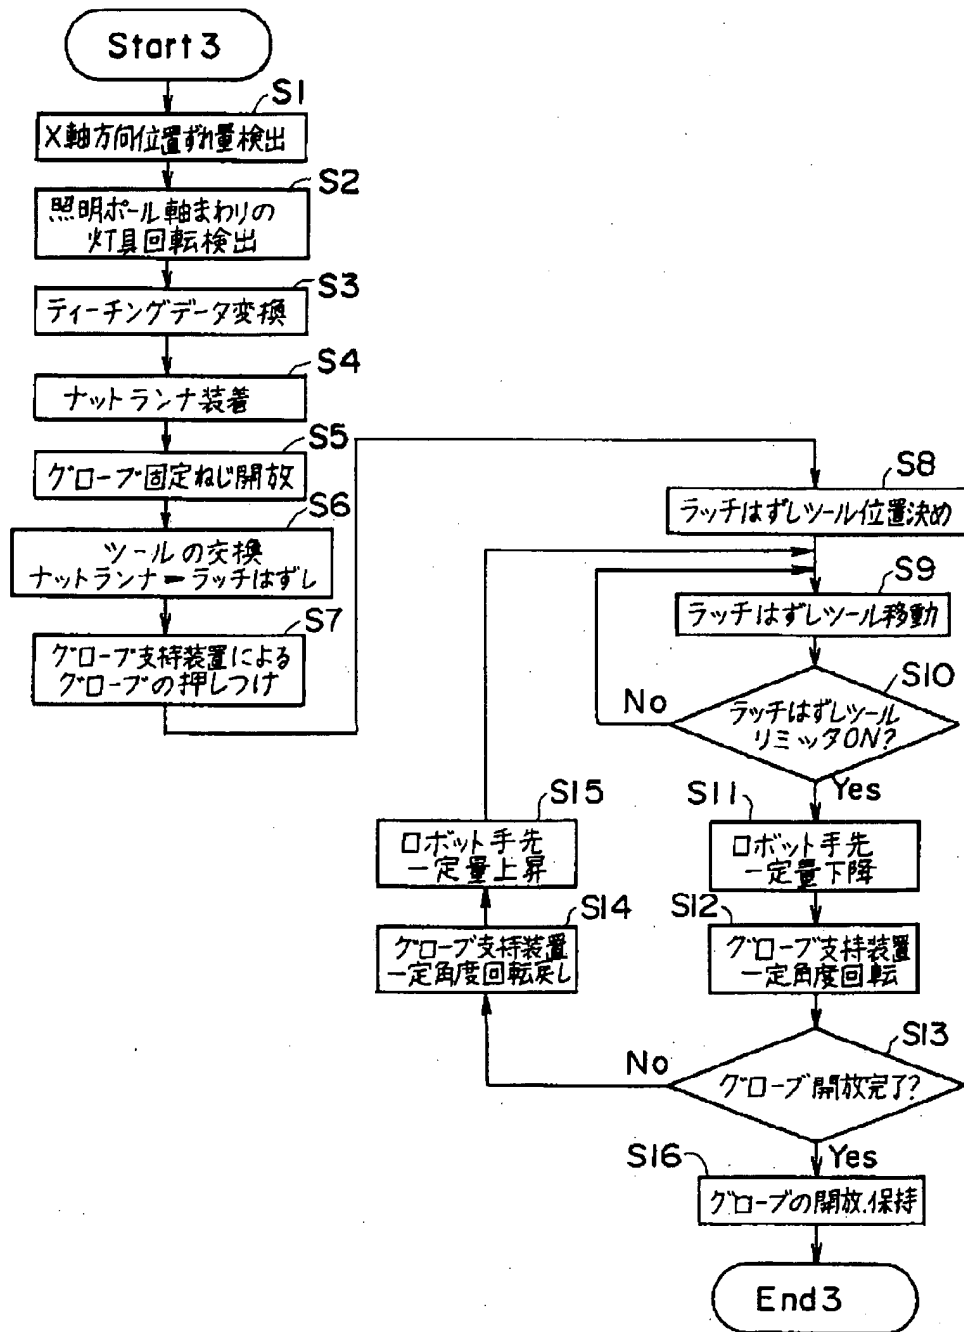 Start3
S1
X軸方向位置ずれ量検出
S2
照明ポール軸まわりの
灯具回転検出
S3
ティーチングデータ変換
S4
ナットランナ装着
S5
グローブ固定ねじ開放
S6
ツールの交換
ナットランナ⇒ラッチはずし
S7
グローブ支持装置による
グローブの押しつけ
S8
ラッチはずしツール位置決め
S9
ラッチはずしツール移動
S10
No
ラッチはずしツール
リミッタON?
Yes
S11
ロボット手先
一定量下降
S12
グローブ支持装置
一定角度回転
S13
No
グローブ開放完了?
Yes
S14
グローブ支持装置
一定角度回転戻し
S15
ロボット手先
一定量上昇
S16
グローブの開放.保持
End3